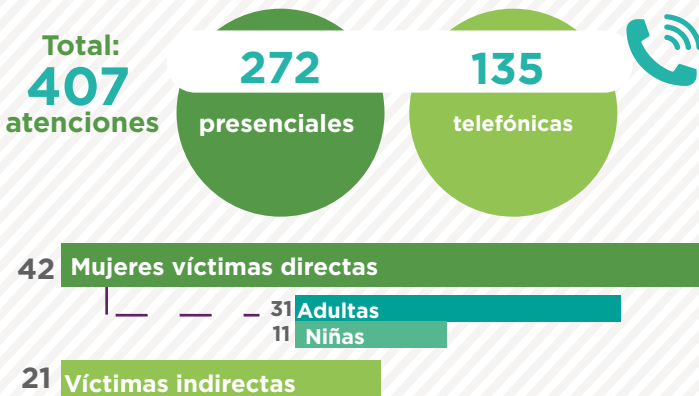 Total:
407
atenciones
272
presenciales
135
telefónicas
42 Mujeres víctimas directas
31 Adultas
11 Niñas
21 Víctimas indirectas